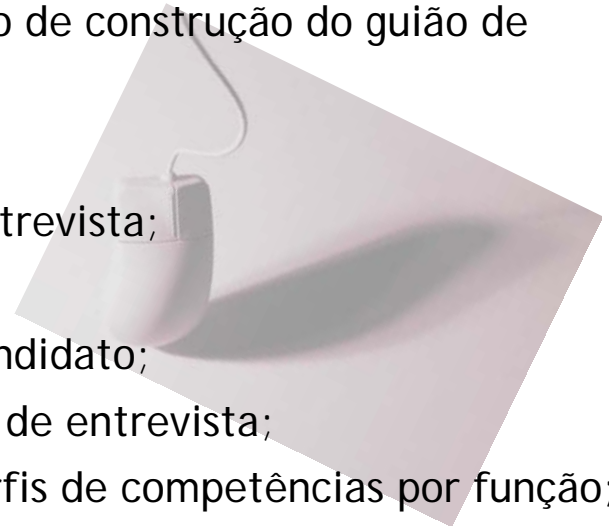 o de construção do guião de
trevista;
ndidato;
de entrevista;
rfis de competências por função;